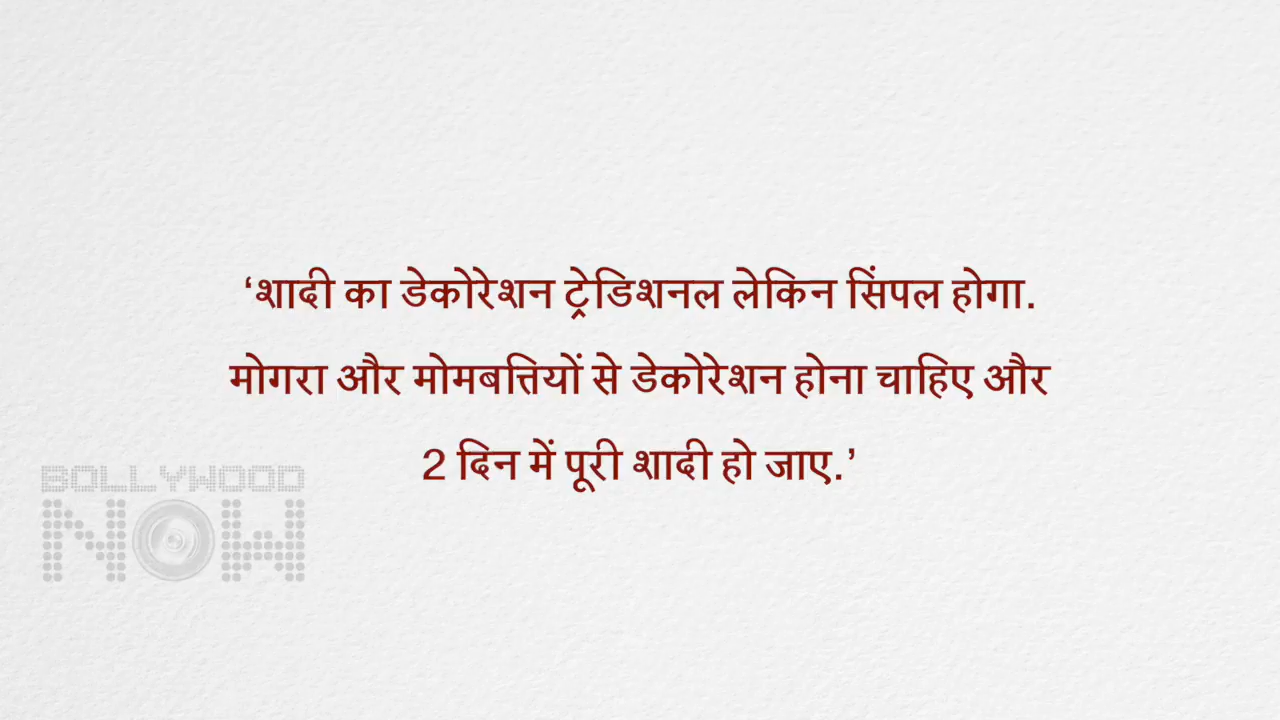 ‘शादी का डेकोरेशन ट्रेडिशनल लेकिन सिंपल होगा.
मोगरा और मोमबत्तियों से डेकोरेशन होना चाहिए और
2 दिन में पूरी शादी हो जाए.’
BOLLYWOOD
NOW